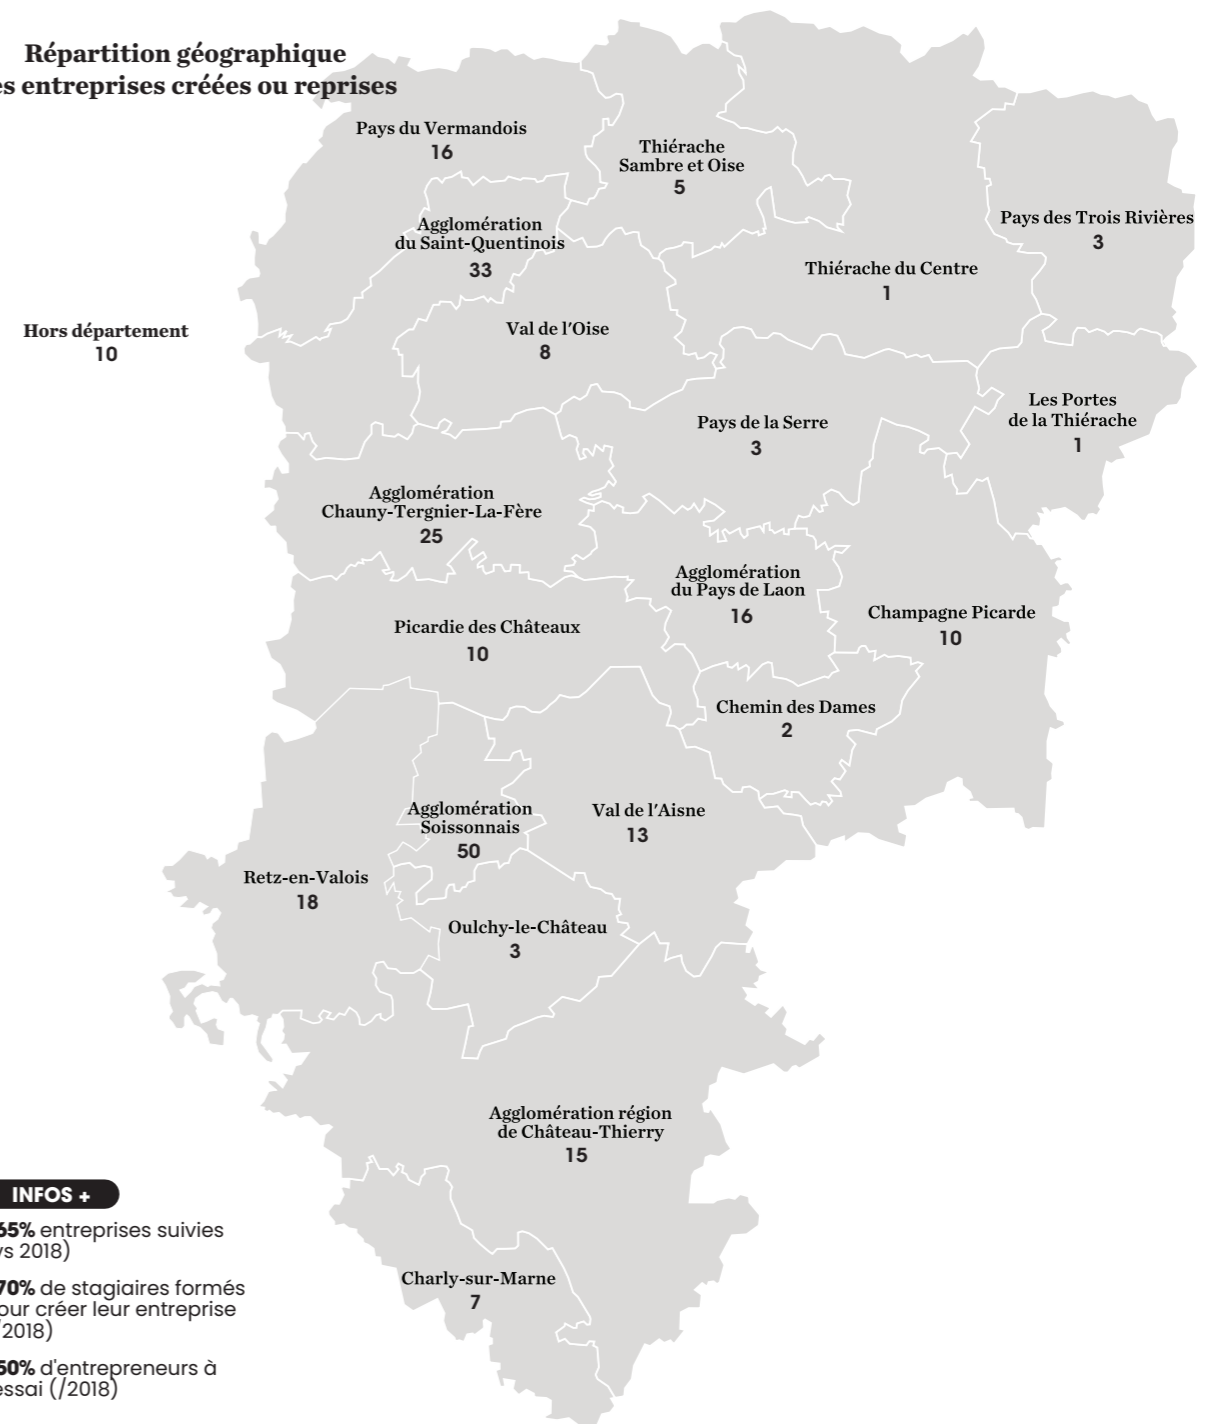 Répartition géographique
es entreprises créées ou reprises
Pays du Vermandois
16
Thiérache
Sambre et Oise
5
Agglomération
du Saint-Quentinois
33
Pays des Trois Rivières
3
Thiérache du Centre
1
Hors département
10
Val de l'Oise
8
Les Portes
de la Thiérache
1
Pays de la Serre
3
Agglomération
Chauny-Tergnier-La-Fère
25
Agglomération
du Pays de Laon
16
Champagne Picarde
10
Picardie des Châteaux
10
Chemin des Dames
2
Agglomération
Soissonnais
50
Val de l'Aisne
13
Retz-en-Valois
18
Oulchy-le-Château
3
Agglomération région
de Château-Thierry
15
INFOS +
65% entreprises suivies
vs 2018)
70% de stagiaires formés
our créer leur entreprise
/2018)
50% d'entrepreneurs à
essai (/2018)
Charly-sur-Marne
7